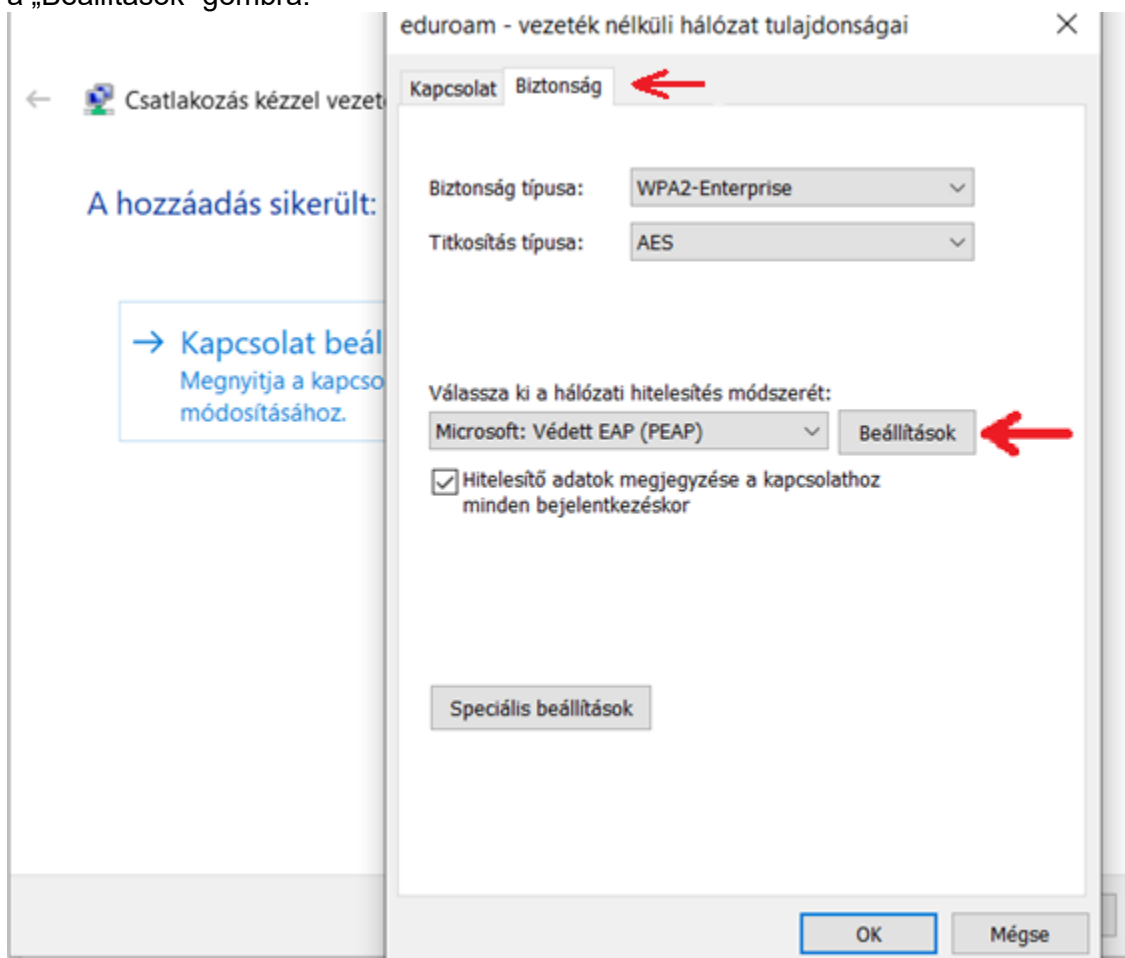 a „Beállítások” gombra.
eduroam - vezeték nélküli hálózat tulajdonságai
Csatlakozás kézzel vezet
Kapcsolat Biztonság
A hozzáadás sikerült:
Biztonság típusa: WPA2-Enterprise
Titkosítás típusa: AES
Kapcsolat beál
Megnyitja a kapcso
módosításához.
Válassza ki a hálózati hitelesítés módszerét:
Microsoft: Védett EAP (PEAP) Beállítások
Hitelesítő adatok megjegyzése a kapcsolathoz
minden bejelentkezéskor
Speciális beállítások
OK Mégse